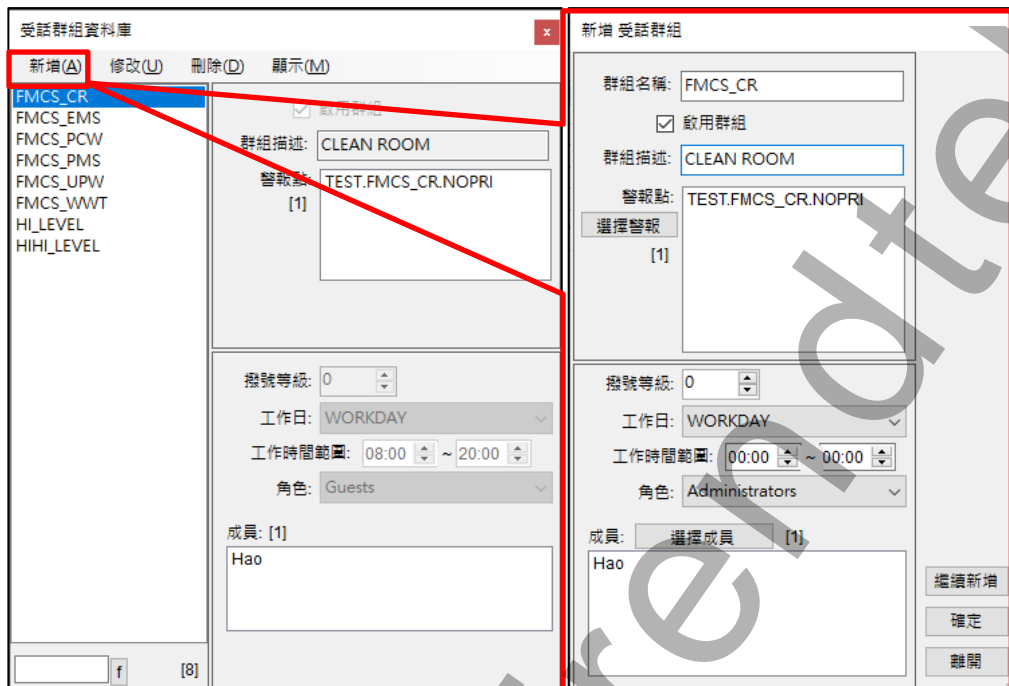 受話群組資料庫
x
新增(A) 修改(U) 刪除(D) 顯示(M)
FMCS_CR
FMCS_EMS
FMCS_PCW
FMCS_PMS
FMCS_UPW
FMCS_WWT
HI_LEVEL
HIHI_LEVEL
f [8]
啟用群組
群組描述: CLEAN ROOM
警報點: TEST.FMCS_CR.NOPRI
[1]
撥號等級: 0
工作日: WORKDAY
工作時間範圍: 08:00 ~ 20:00
角色: Guests
成員: [1]
Hao
新增 受話群組
群組名稱: FMCS_CR
啟用群組
群組描述: CLEAN ROOM
警報點: TEST.FMCS_CR.NOPRI
選擇警報
[1]
撥號等級: 0
工作日: WORKDAY
工作時間範圍: 00:00 ~ 00:00
角色: Administrators
成員: 選擇成員 [1]
Hao
繼續新增
確定
離開